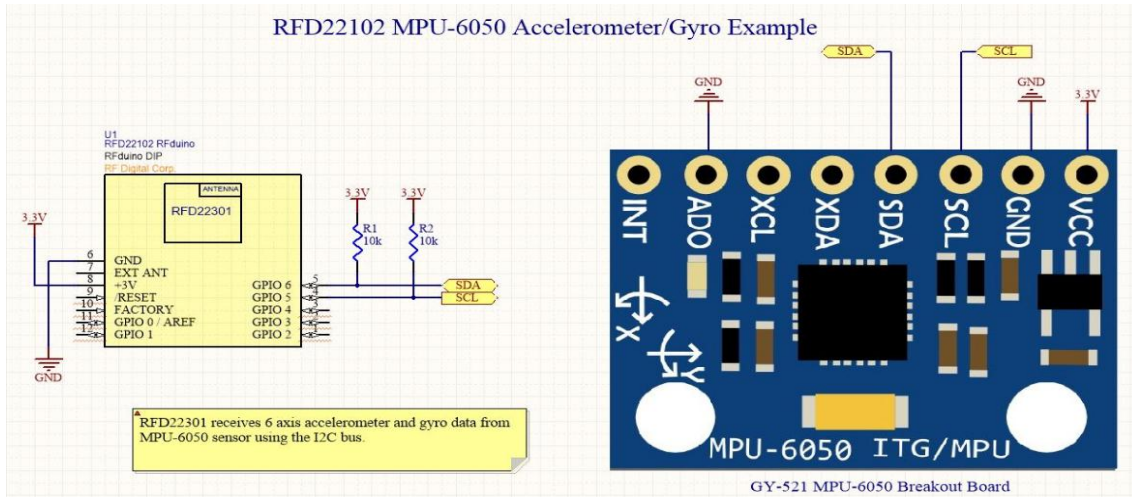 RFD22102 MPU-6050 Accelerometer/Gyro Example
SDA
SCL
GND
GND
3.3V
U1
RFD22102 RFduino
RFduino DIP
RF Digital Corp.
ANTENNA
RFD22301
3.3V
3.3V
3.3V
R1
10k
R2
10k
6 GND
7 EXT ANT
8 +3V
9 /RESET
10 FACTORY
11 GPIO 0 / AREF
12 GPIO 1
GPIO 6 5
GPIO 5 4
GPIO 4 3
GPIO 3 2
GPIO 2 1
SDA
SCL
GND
RFD22301 receives 6 axis accelerometer and gyro data from
MPU-6050 sensor using the I2C bus.
INT
ADO
XCL
XDA
SDA
SCL
GND
VCC
X
Y
MPU-6050 ITG/MPU
GY-521 MPU-6050 Breakout Board